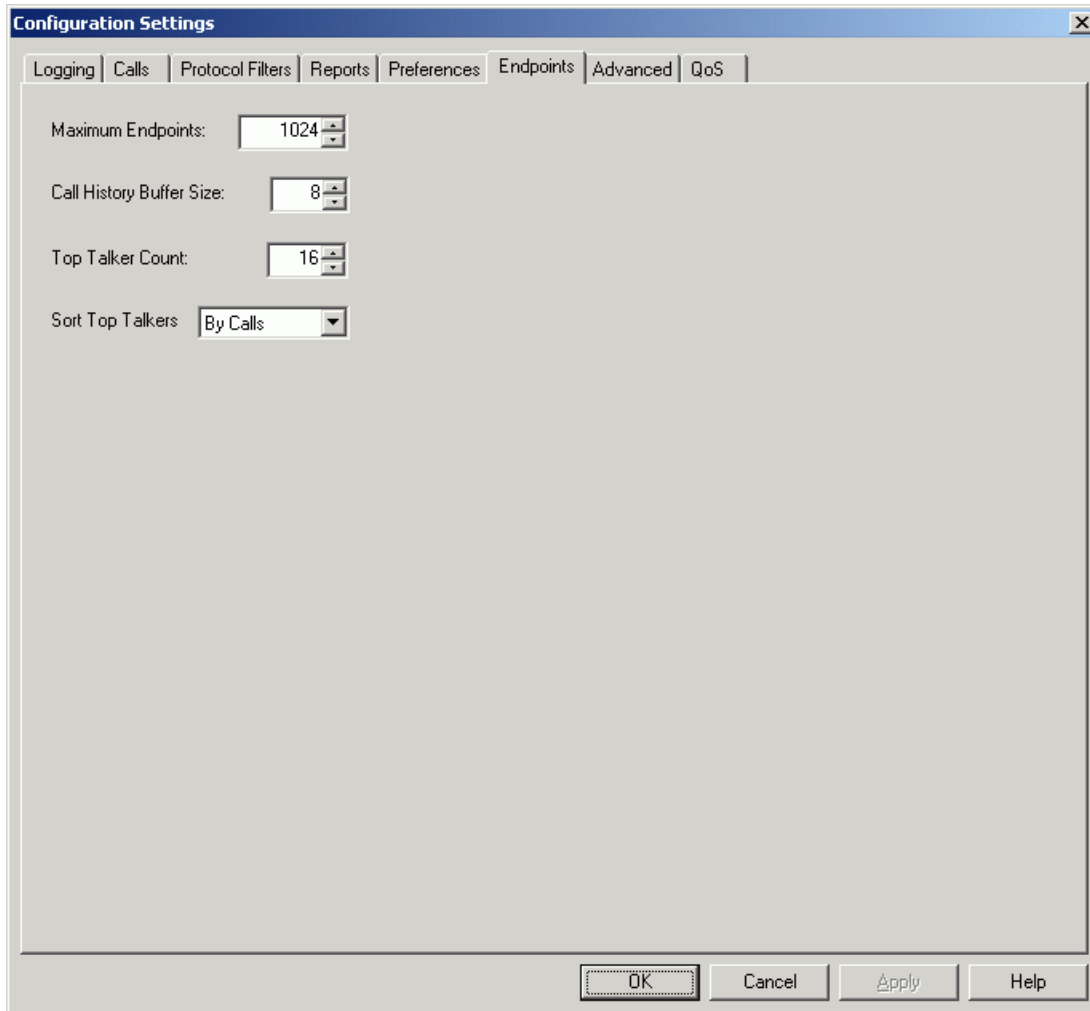 Configuration Settings
Logging Calls Protocol Filters Reports Preferences Endpoints Advanced QoS
Maximum Endpoints: 1024
Call History Buffer Size: 8
Top Talker Count: 16
Sort Top Talkers By Calls
OK Cancel Apply Help